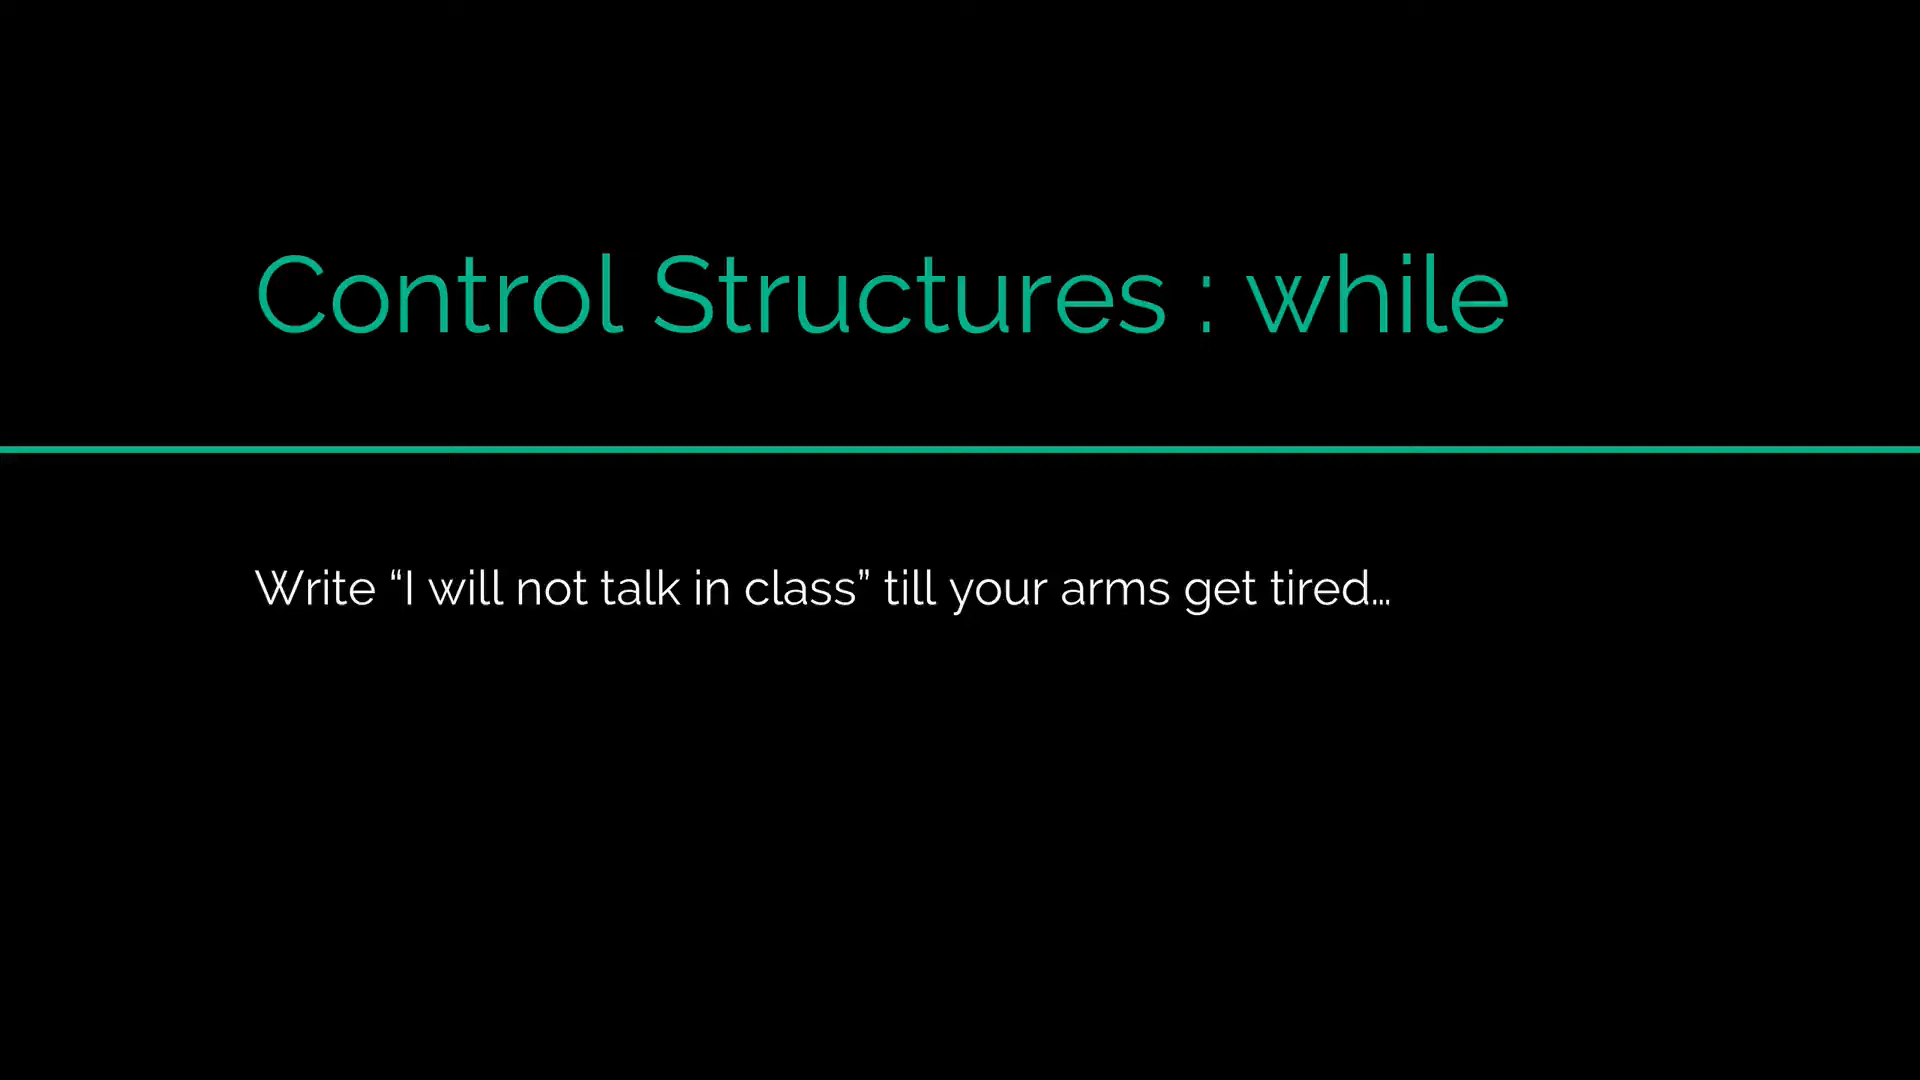 Control Structures : while
Write “I will not talk in class” till your arms get tired...